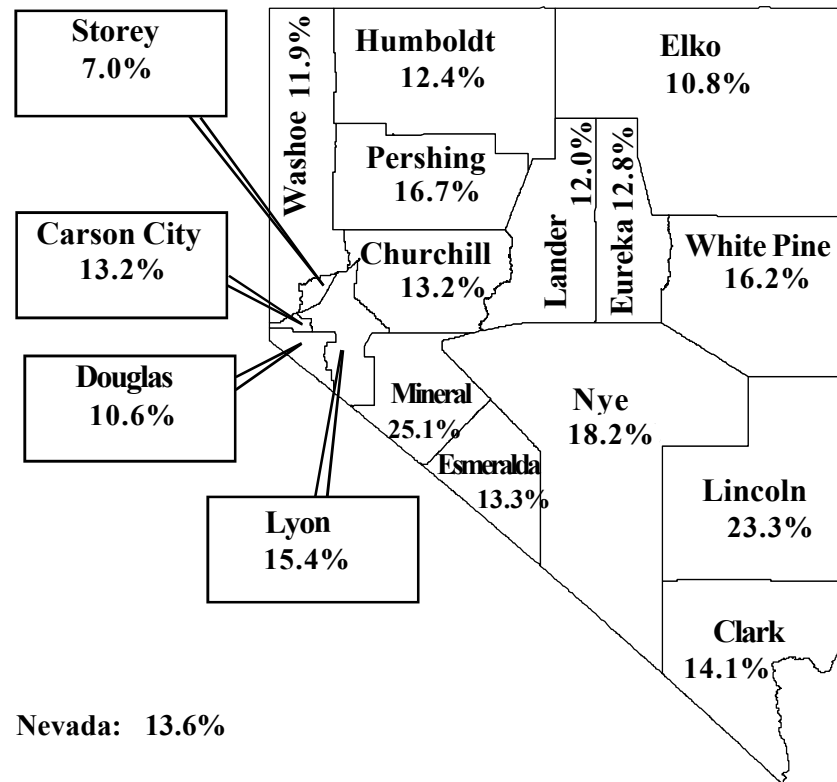 Storey
7.0%
Washoe 11.9%
Humboldt
12.4%
Elko
10.8%
Pershing
16.7%
Lander 12.0%
Eureka 12.8%
Carson City
13.2%
Churchill
13.2%
White Pine
16.2%
Douglas
10.6%
Mineral
25.1%
Nye
18.2%
Esmeralda
13.3%
Lincoln
23.3%
Lyon
15.4%
Clark
14.1%
Nevada: 13.6%